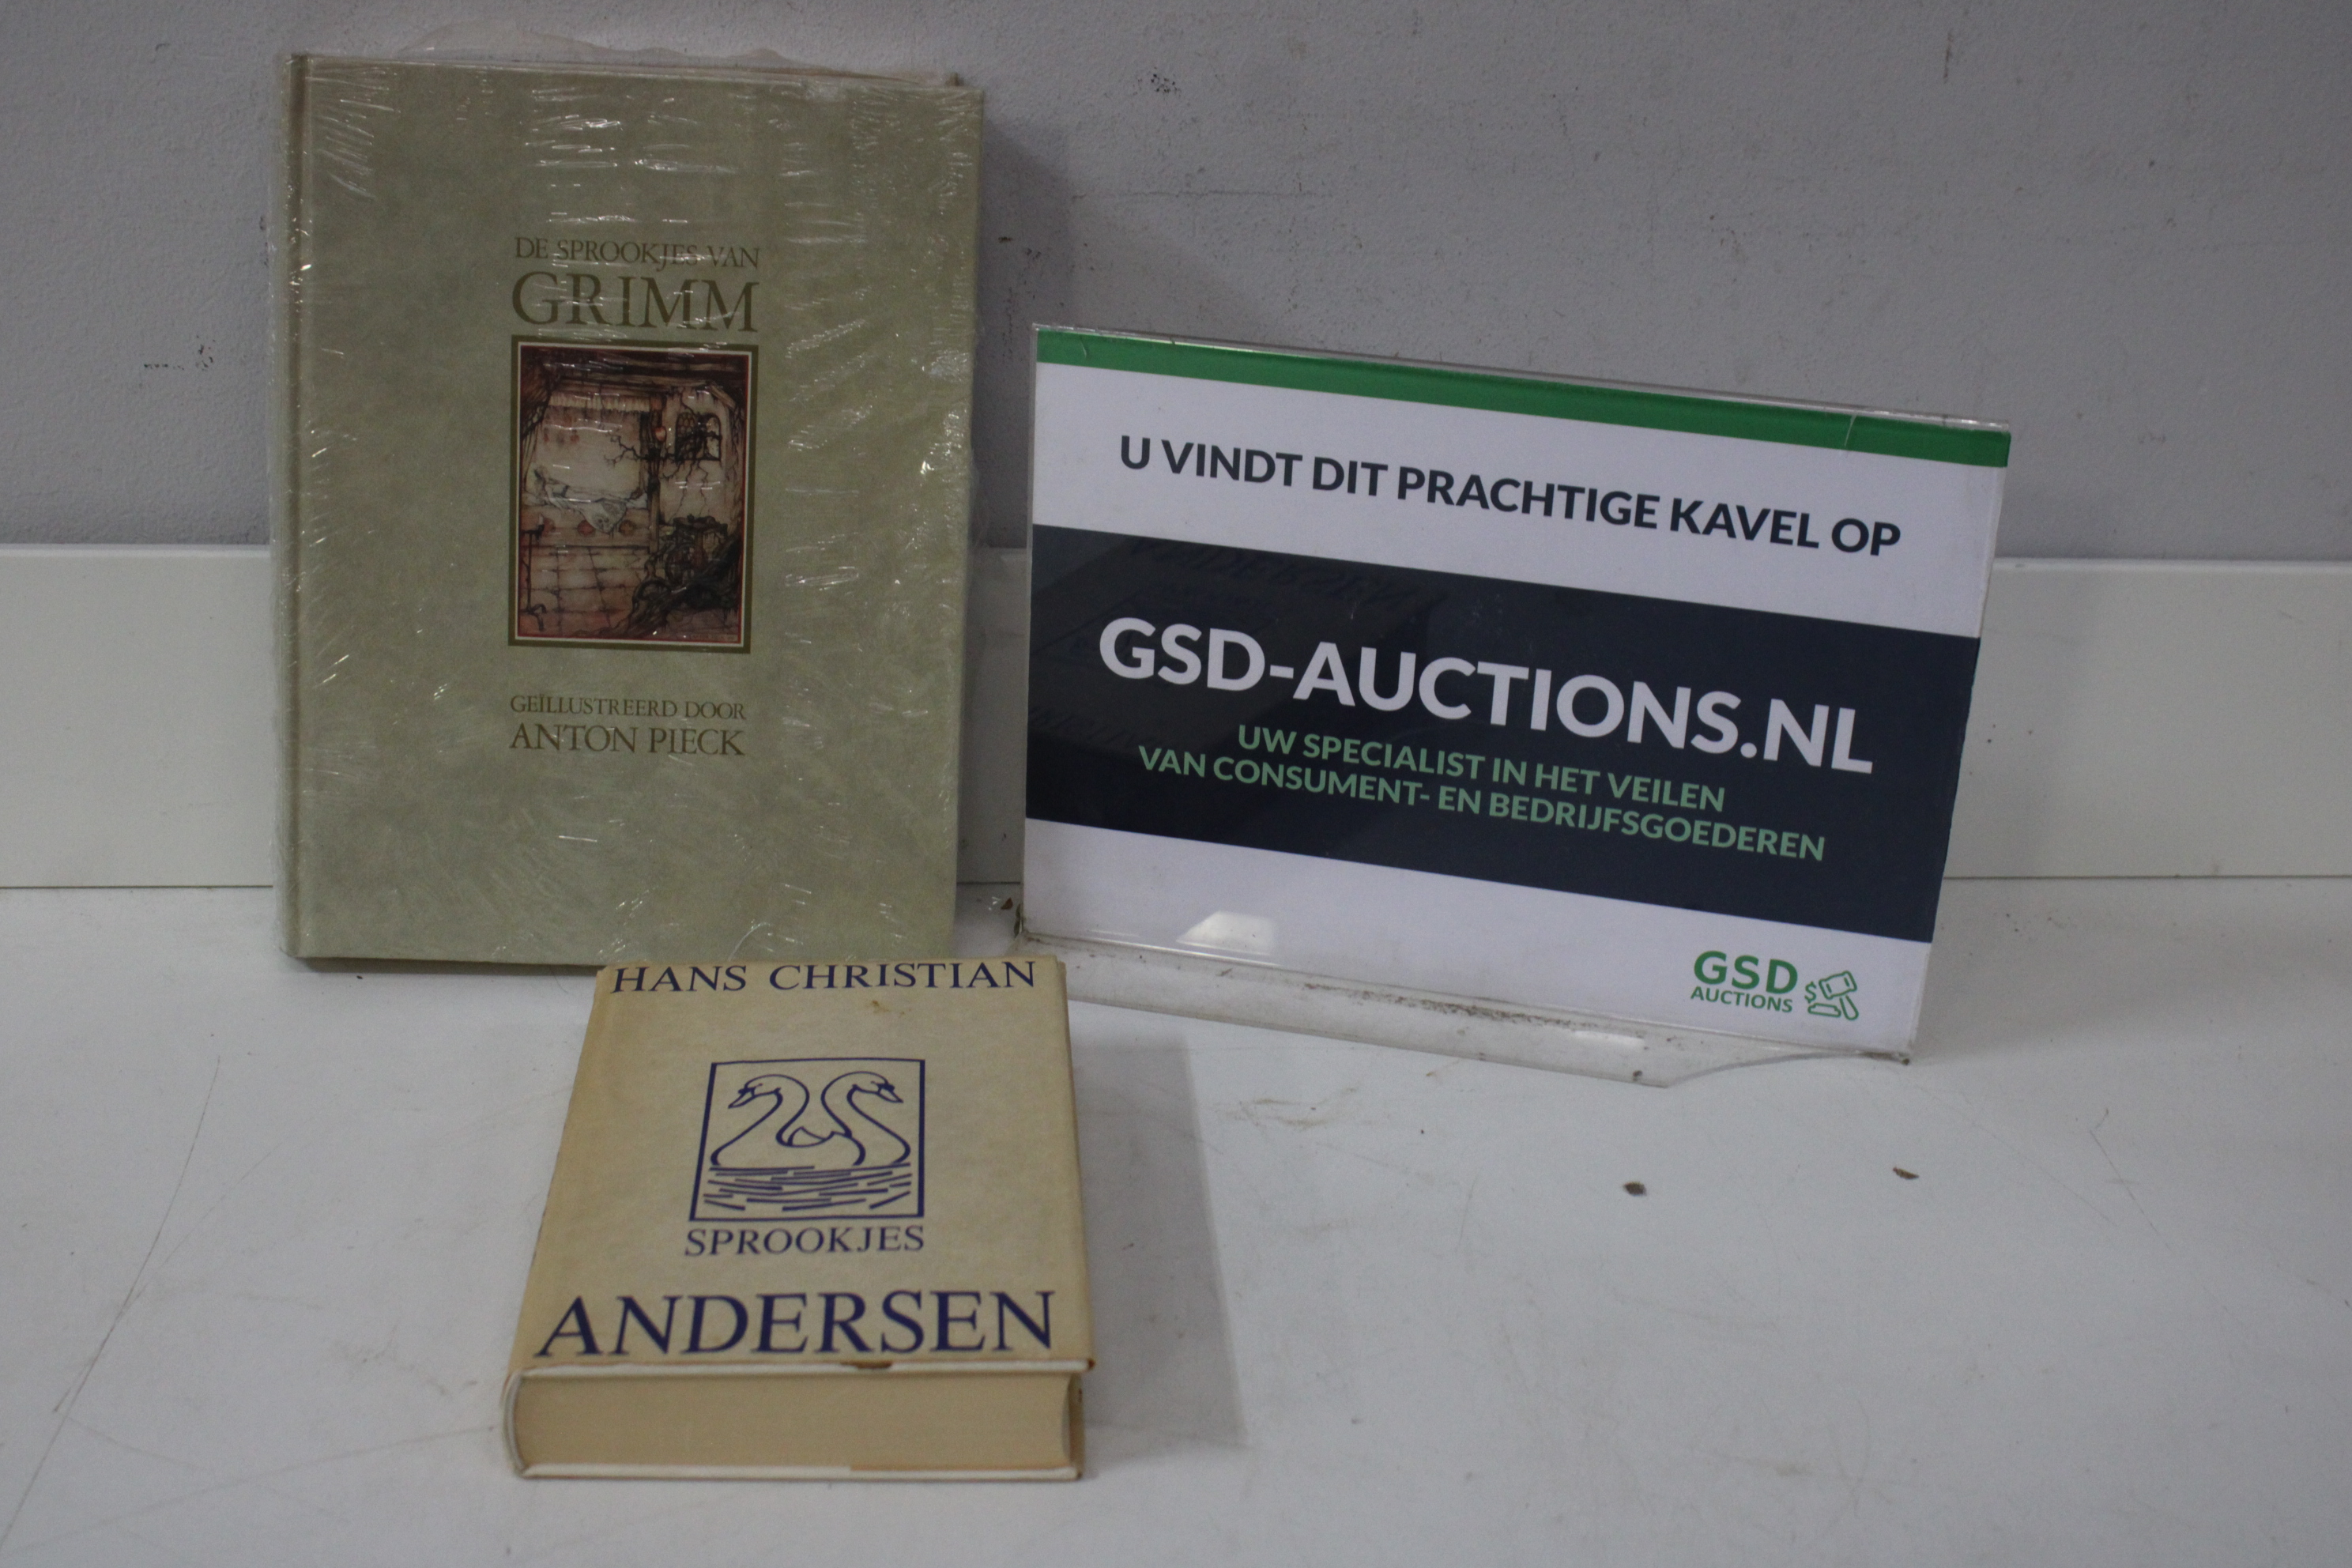 DE SPROOKJES VAN
GRIMM
GEÏLLUSTREERD DOOR
ANTON PIECK
U VINDT DIT PRACHTIGE KAVEL OP
GSD-AUCTIONS.NL
UW SPECIALIST IN HET VEILEN
VAN CONSUMENT- EN BEDRIJFSGOEDEREN
GSD
AUCTIONS
HANS CHRISTIAN
SPROOKJES
ANDERSEN